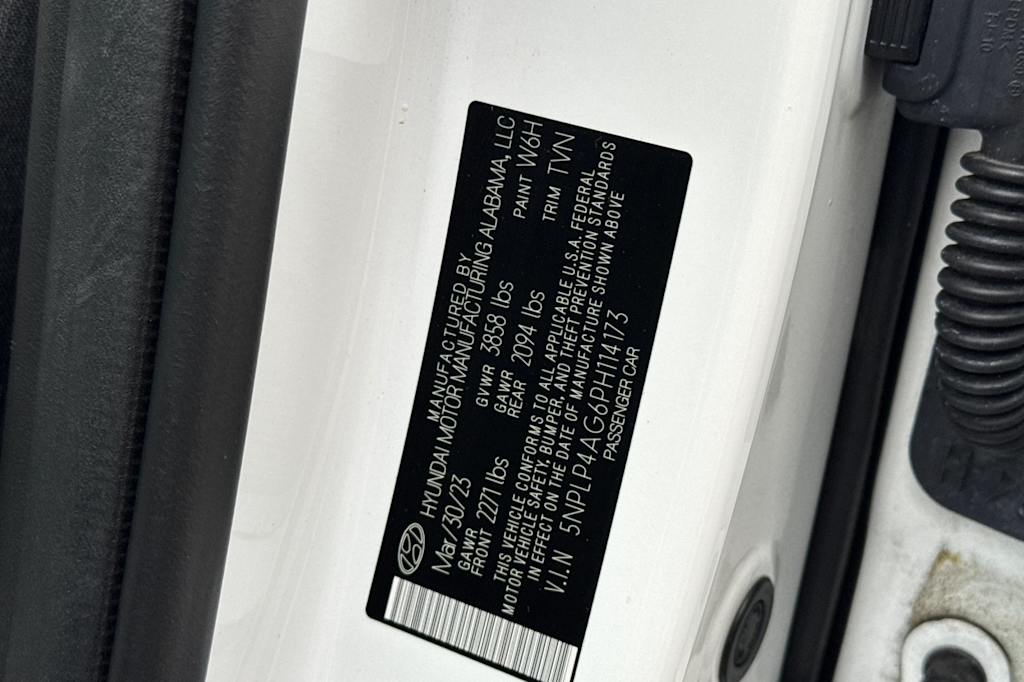 MANUFACTURED BY
HYUNDAI MOTOR MANUFACTURING ALABAMA, LLC
Mar/30/23 GVWR 3858 lbs PAINT W6H
GAWR FRONT 2271 lbs GAWR REAR 2094 lbs TRIM TVN
THIS VEHICLE CONFORMS TO ALL APPLICABLE U.S.A. FEDERAL
MOTOR VEHICLE SAFETY, BUMPER, AND THEFT PREVENTION STANDARDS
IN EFFECT ON THE DATE OF MANUFACTURE SHOWN ABOVE
V.I.N 5NPLP4AG6PH114173
PASSENGER CAR